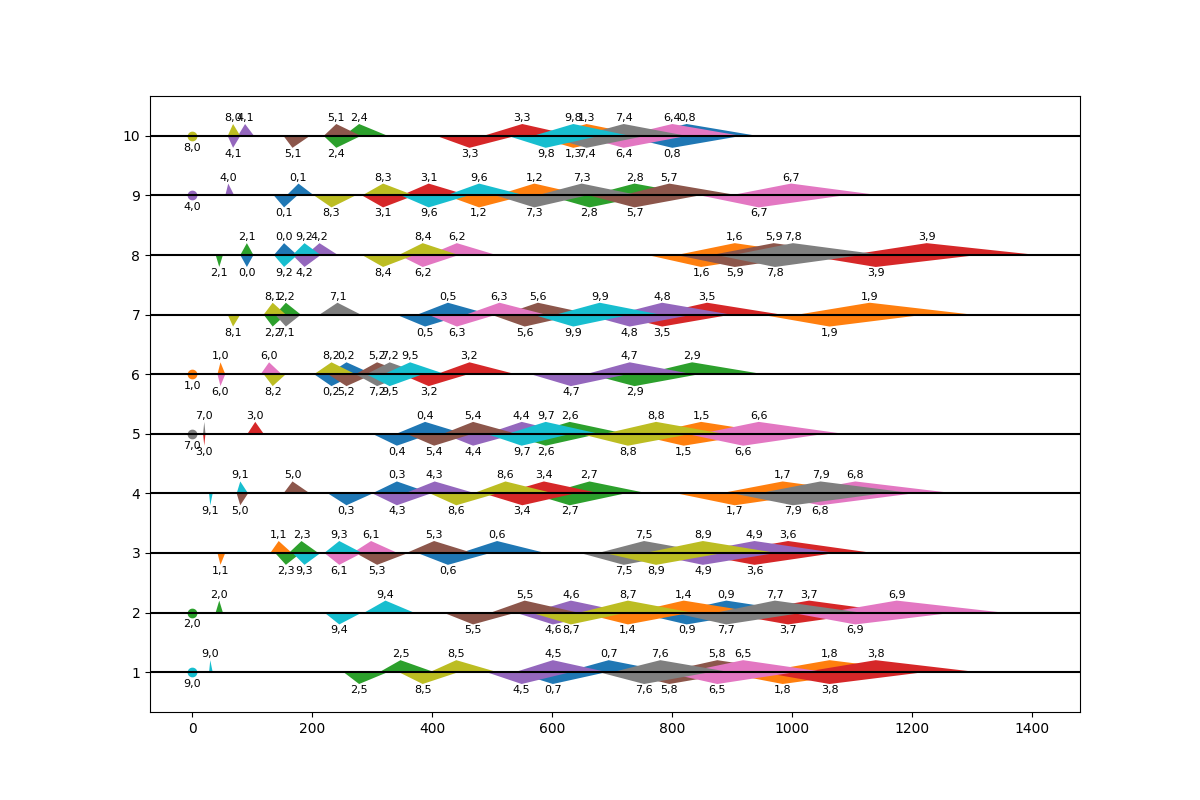 8,0 4,1 5,1 2,4 3,3 9,8 1,3 7,4 6,4 0,8
10
8,0 4,1 5,1 2,4 3,3 9,8 1,3 7,4 6,4 0,8
4,0 0,1 8,3 3,1 9,6 1,2 7,3 2,8 5,7 6,7
9
4,0 0,1 8,3 3,1 9,6 1,2 7,3 2,8 5,7 6,7
2,1 0,0 9,2 4,2 8,4 6,2 1,6 5,9 7,8 3,9
8
2,1 0,0 9,2 4,2 8,4 6,2 1,6 5,9 7,8 3,9
8,1 2,2 7,1 0,5 6,3 5,6 9,9 4,8 3,5 1,9
7
8,1 2,2 7,1 0,5 6,3 5,6 9,9 4,8 3,5 1,9
1,0 6,0 8,2 0,2 5,2 7,2 9,5 3,2 4,7 2,9
6
1,0 6,0 8,2 0,2 5,2 7,2 9,5 3,2 4,7 2,9
7,0 3,0 0,4 5,4 4,4 9,7 2,6 8,8 1,5 6,6
5
7,0 3,0 0,4 5,4 4,4 9,7 2,6 8,8 1,5 6,6
9,1 5,0 0,3 4,3 8,6 3,4 2,7 1,7 7,9 6,8
4
9,1 5,0 0,3 4,3 8,6 3,4 2,7 1,7 7,9 6,8
1,1 2,3 9,3 6,1 5,3 0,6 7,5 8,9 4,9 3,6
3
1,1 2,3 9,3 6,1 5,3 0,6 7,5 8,9 4,9 3,6
2,0 9,4 5,5 4,6 8,7 1,4 0,9 7,7 3,7 6,9
2
2,0 9,4 5,5 4,6 8,7 1,4 0,9 7,7 3,7 6,9
9,0 2,5 8,5 4,5 0,7 7,6 5,8 6,5 1,8 3,8
1
9,0 2,5 8,5 4,5 0,7 7,6 5,8 6,5 1,8 3,8
0 200 400 600 800 1000 1200 1400